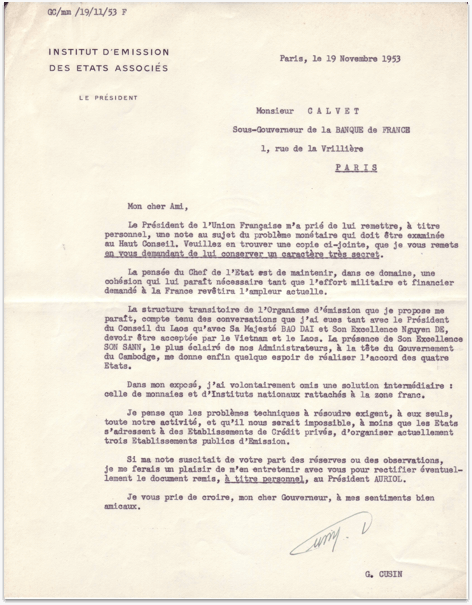 GC/mm /19/11/53 F
INSTITUT D'EMISSION
DES ETATS ASSOCIÉS
LE PRÉSIDENT
Paris, le 19 Novembre 1953
Monsieur C A L V E T
Sous-Gouverneur de la BANQUE de FRANCE
1, rue de la Vrillière
P A R I S
Mon cher Ami,
Le Président de l'Union Française m'a prié de lui remettre, à titre
personnel, une note au sujet du problème monétaire qui doit être examinée
au Haut Conseil. Veuillez en trouver une copie ci-jointe, que je vous remets
en vous demandant de lui conserver un caractère très secret.
La pensée du Chef de l'Etat est de maintenir, dans ce domaine, une
cohésion qui lui paraît nécessaire tant que l'effort militaire et financier
demandé à la France revêtira l'ampleur actuelle.
La structure transitoire de l'Organisme d'émission que je propose me
paraît, compte tenu des conversations que j'ai eues tant avec le Président
du Conseil du Laos qu'avec Sa Majesté BAO DAI et Son Excellence Nguyen DE,
devoir être acceptée par le Vietnam et le Laos. La présence de Son Excellence
SON SANN, le plus éclairé de nos Administrateurs, à la tête du Gouvernement
du Cambodge, me donne enfin quelque espoir de réaliser l'accord des quatre
Etats.
Dans mon exposé, j'ai volontairement omis une solution intermédiaire :
celle de monnaies et d'Instituts nationaux rattachés à la zone franc.
Je pense que les problèmes techniques à résoudre exigent, à eux seuls,
toute notre activité, et qu'il nous serait impossible, à moins que les Etats
s'adressent à des Etablissements de Crédit privés, d'organiser actuellement
trois Etablissements publics d'Emission.
Si ma note suscitait de votre part des réserves ou des observations,
je me ferais un plaisir de m'en entretenir avec vous pour rectifier éventuel-
lement le document remis, à titre personnel, au Président AURIOL.
Je vous prie de croire, mon cher Gouverneur, à mes sentiments bien
amicaux.
G. CUSIN